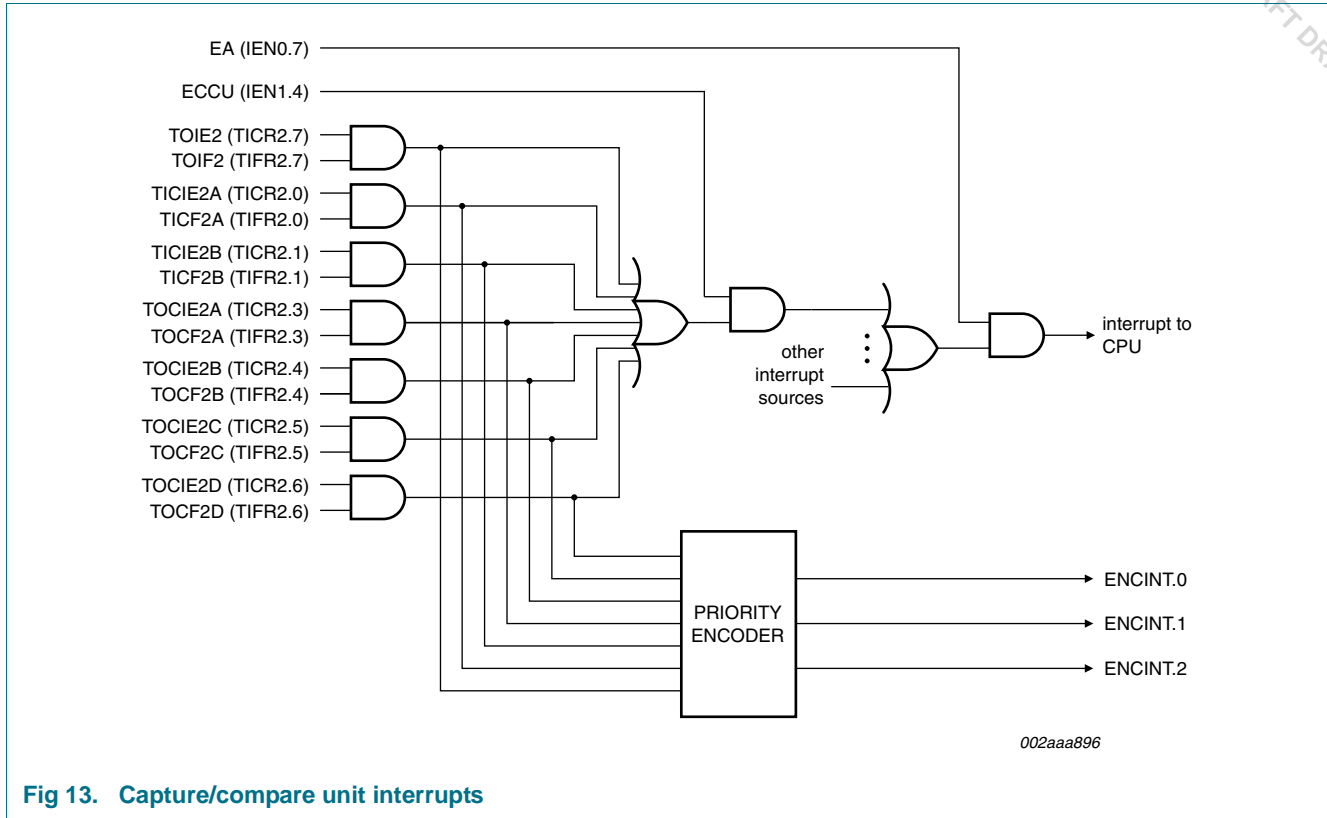 EA (IEN0.7)
ECCU (IEN1.4)
TOIE2 (TICR2.7)
TOIF2 (TIFR2.7)
TICIE2A (TICR2.0)
TICF2A (TIFR2.0)
TICIE2B (TICR2.1)
TICF2B (TIFR2.1)
TOCIE2A (TICR2.3)
TOCF2A (TIFR2.3)
TOCIE2B (TICR2.4)
TOCF2B (TIFR2.4)
TOCIE2C (TICR2.5)
TOCF2C (TIFR2.5)
TOCIE2D (TICR2.6)
TOCF2D (TIFR2.6)
other
interrupt
sources
interrupt to
CPU
PRIORITY
ENCODER
ENCINT.0
ENCINT.1
ENCINT.2
002aaa896
Fig 13. Capture/compare unit interrupts